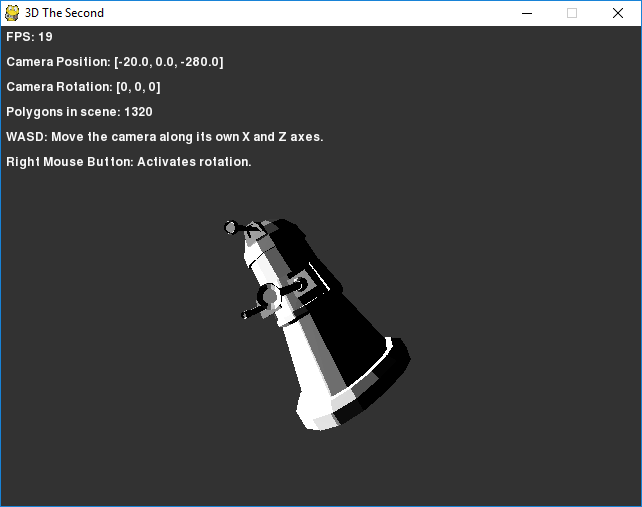 3D The Second
FPS: 19
Camera Position: [-20.0, 0.0, -280.0]
Camera Rotation: [0, 0, 0]
Polygons in scene: 1320
WASD: Move the camera along its own X and Z axes.
Right Mouse Button: Activates rotation.